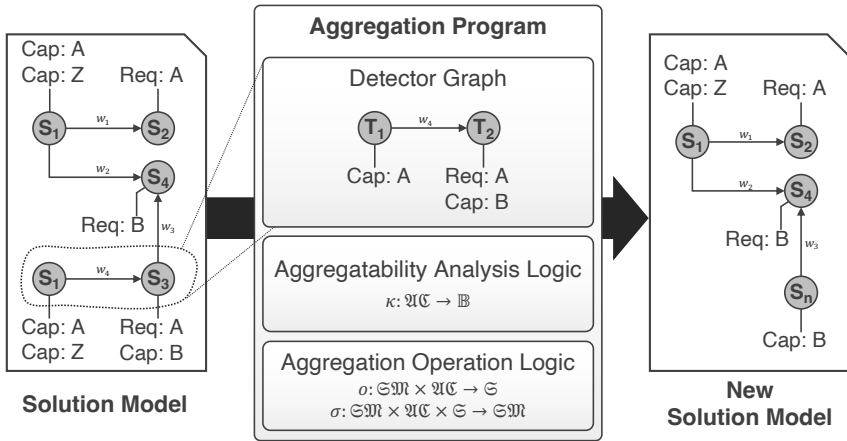 Cap: A
Cap: Z
Req: A
S₁
w₁
S₂
w₂
S₄
Req: B
w₃
S₁
w₄
S₃
Cap: A
Cap: Z
Req: A
Cap: B
Solution Model
Aggregation Program
Detector Graph
T₁
w₄
T₂
Cap: A
Req: A
Cap: B
Aggregatability Analysis Logic
κ: 𝔄ℭ → 𝔹
Aggregation Operation Logic
o: 𝔖𝔐 × 𝔄ℭ → 𝔖
σ: 𝔖𝔐 × 𝔄ℭ × 𝔖 → 𝔖𝔐
Cap: A
Cap: Z
Req: A
S₁
w₁
S₂
w₂
S₄
Req: B
w₃
Sₙ
Cap: B
New
Solution Model